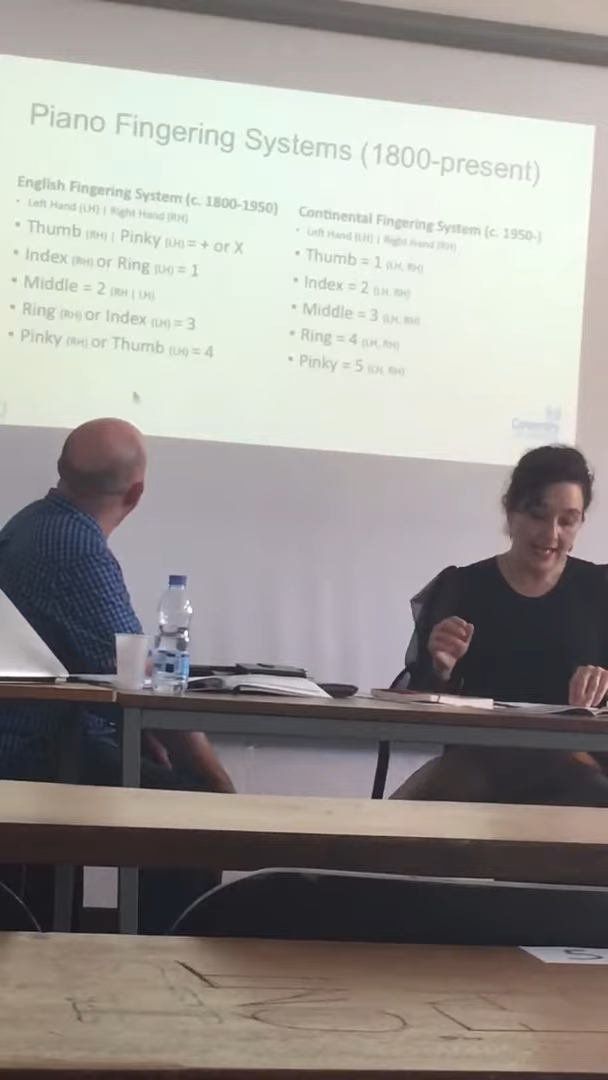 Piano Fingering Systems (1800-present)
English Fingering System (c. 1800-1950)
• Left Hand (LH) | Right Hand (RH)
• Thumb (RH) | Pinky (LH) = + or X
• Index (RH) or Ring (LH) = 1
• Middle = 2 (RH | LH)
• Ring (RH) or Index (LH) = 3
• Pinky (RH) or Thumb (LH) = 4
Continental Fingering System (c. 1950-)
• Left Hand (LH) | Right Hand (RH)
• Thumb = 1 (LH, RH)
• Index = 2 (LH, RH)
• Middle = 3 (LH, RH)
• Ring = 4 (LH, RH)
• Pinky = 5 (LH, RH)
Coventry